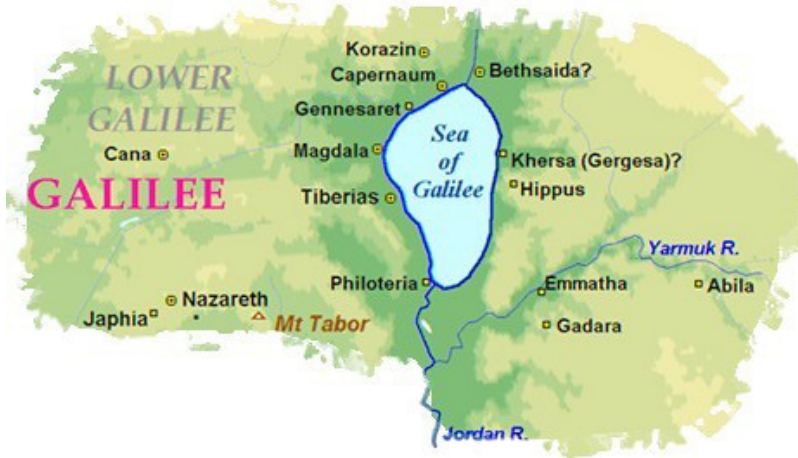 Korazin
LOWER
GALILEE
Capernaum
Bethsaida?
Gennesaret
Sea
of
Galilee
Cana
Magdala
Khersa (Gergesa)?
GALILEE
Tiberias
Hippus
Yarmuk R.
Philoteria
Emmatha
Abila
Nazareth
Japhia
Mt Tabor
Gadara
Jordan R.